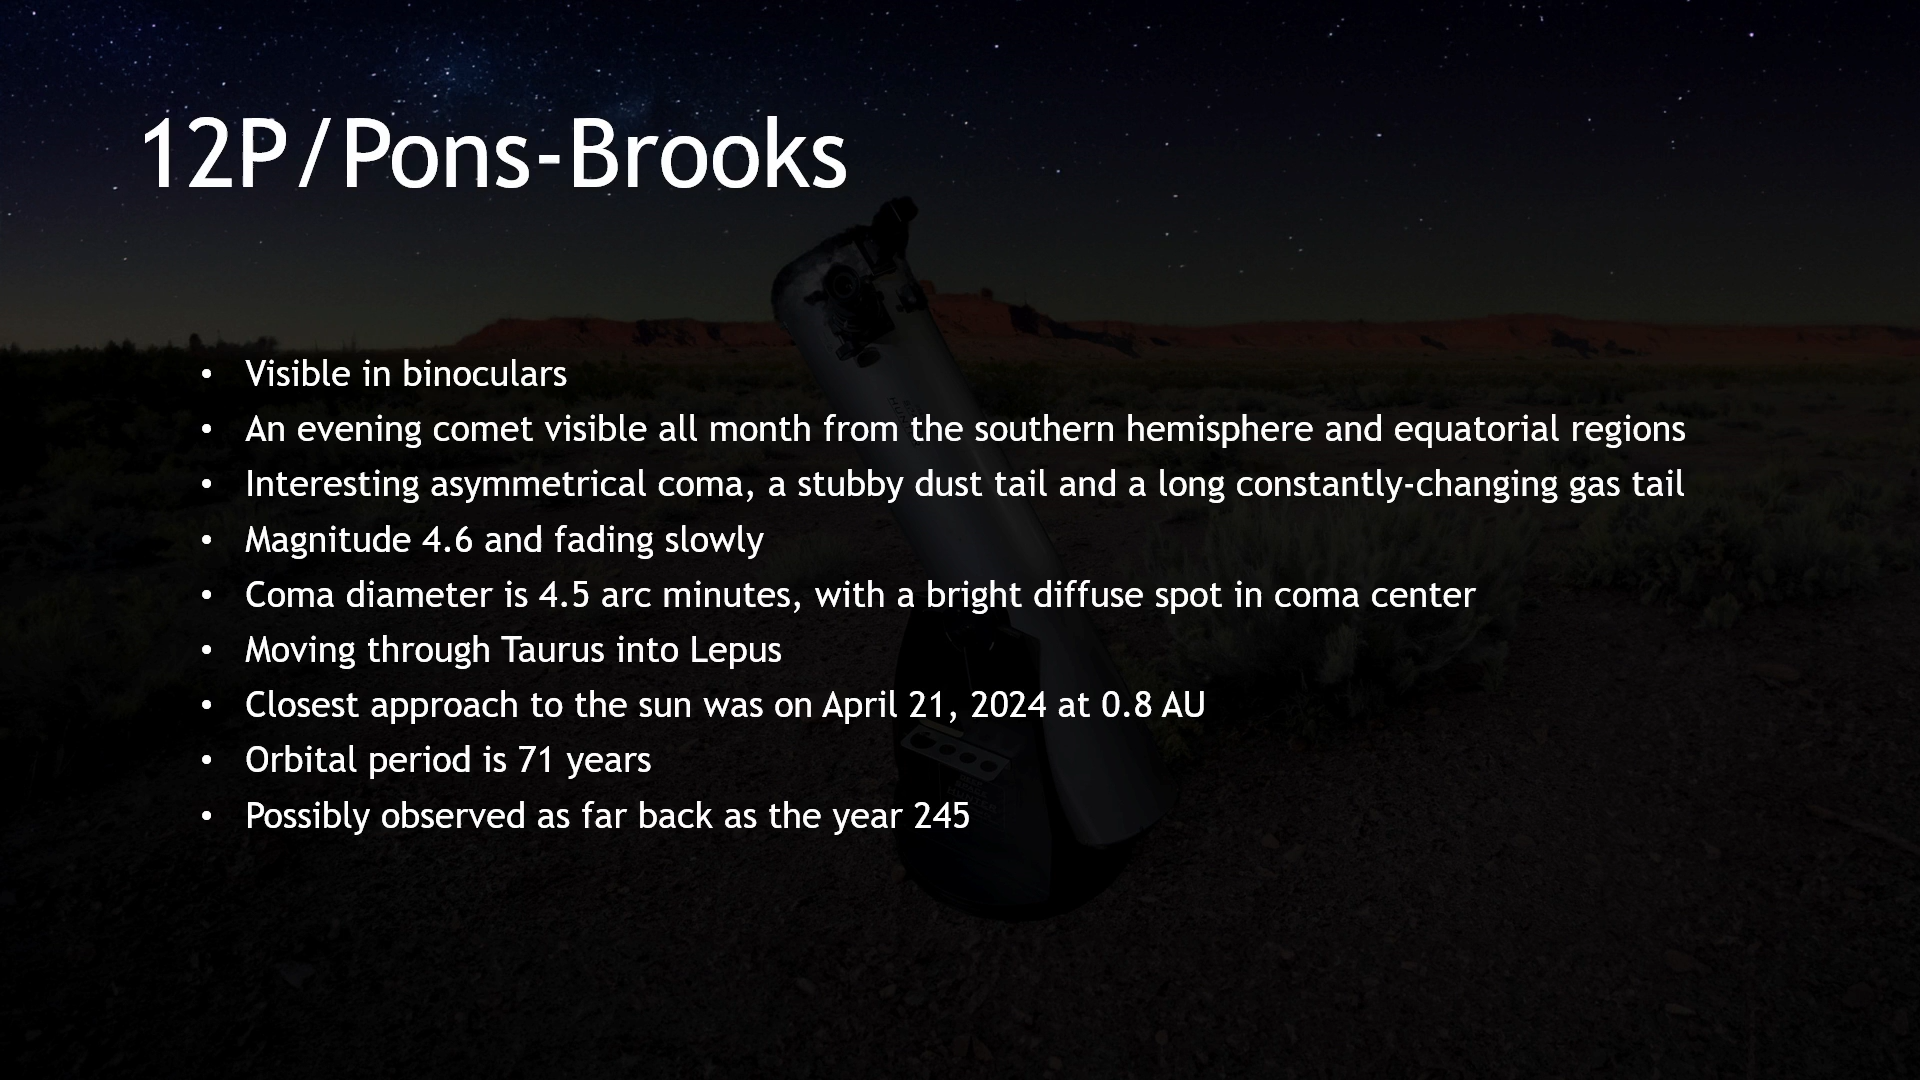 12P/Pons-Brooks
• Visible in binoculars
• An evening comet visible all month from the southern hemisphere and equatorial regions
• Interesting asymmetrical coma, a stubby dust tail and a long constantly-changing gas tail
• Magnitude 4.6 and fading slowly
• Coma diameter is 4.5 arc minutes, with a bright diffuse spot in coma center
• Moving through Taurus into Lepus
• Closest approach to the sun was on April 21, 2024 at 0.8 AU
• Orbital period is 71 years
• Possibly observed as far back as the year 245